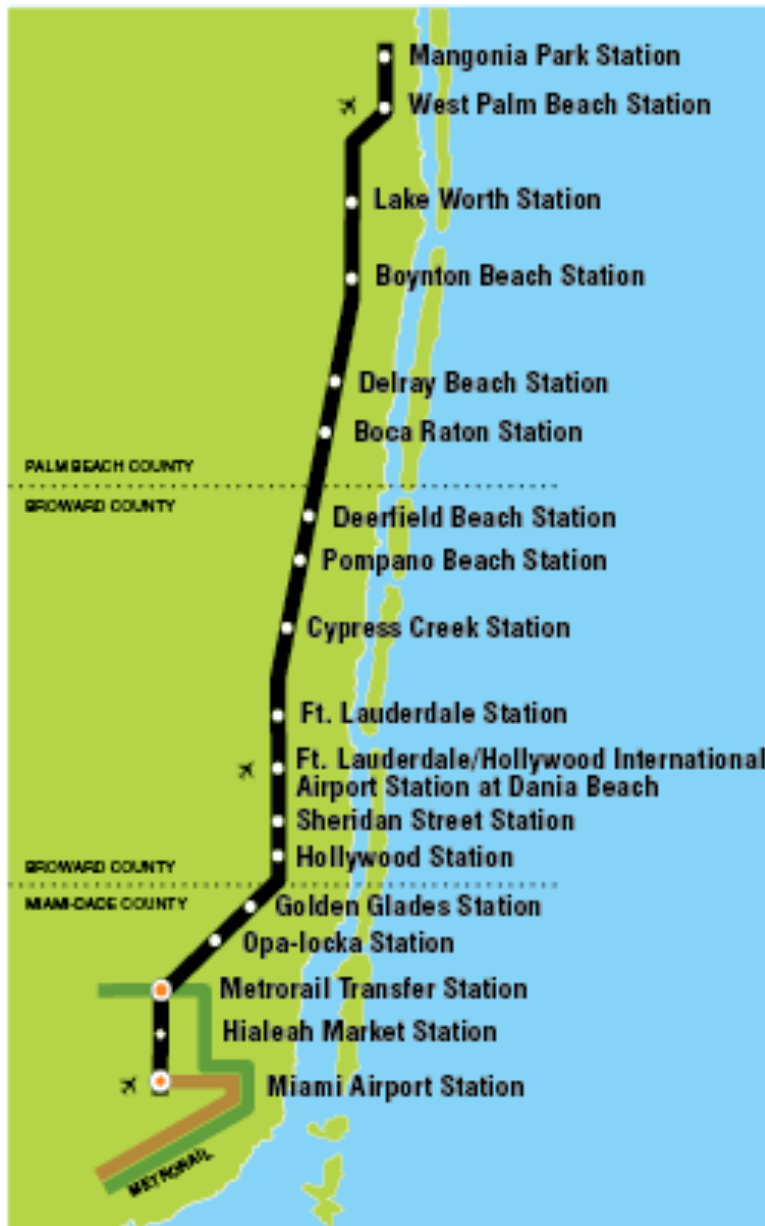 Mangonia Park Station
West Palm Beach Station
Lake Worth Station
Boynton Beach Station
Delray Beach Station
Boca Raton Station
PALM BEACH COUNTY
BROWARD COUNTY
Deerfield Beach Station
Pompano Beach Station
Cypress Creek Station
Ft. Lauderdale Station
Ft. Lauderdale/Hollywood International
Airport Station at Dania Beach
Sheridan Street Station
Hollywood Station
BROWARD COUNTY
MIAMI-DADE COUNTY
Golden Glades Station
Opa-locka Station
Metrorail Transfer Station
Hialeah Market Station
Miami Airport Station
METRORAIL